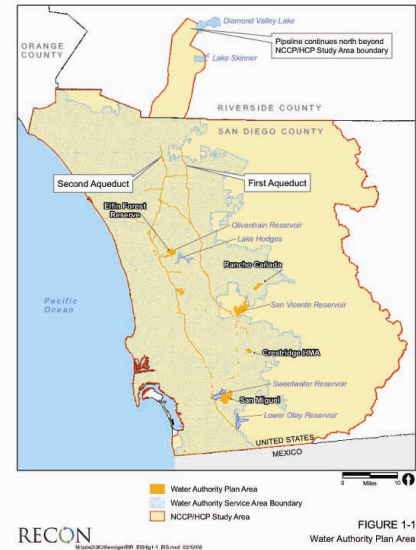 Diamond Valley Lake
ORANGE
COUNTY
Pipeline continues north beyond
NCCP/HCP Study Area boundary
Lake Skinner
RIVERSIDE COUNTY
SAN DIEGO COUNTY
Second Aqueduct
First Aqueduct
Elfin Forest
Reserve
Olivenhain Reservoir
Lake Hodges
Rancho Cañada
Pacific
Ocean
San Vicente Reservoir
Crestridge HMA
Sweetwater Reservoir
San Miguel
Lower Otay Reservoir
UNITED STATES
MEXICO
0
Miles
10
Water Authority Plan Area
Water Authority Service Area Boundary
NCCP/HCP Study Area
RECON
FIGURE 1-1
Water Authority Plan Area